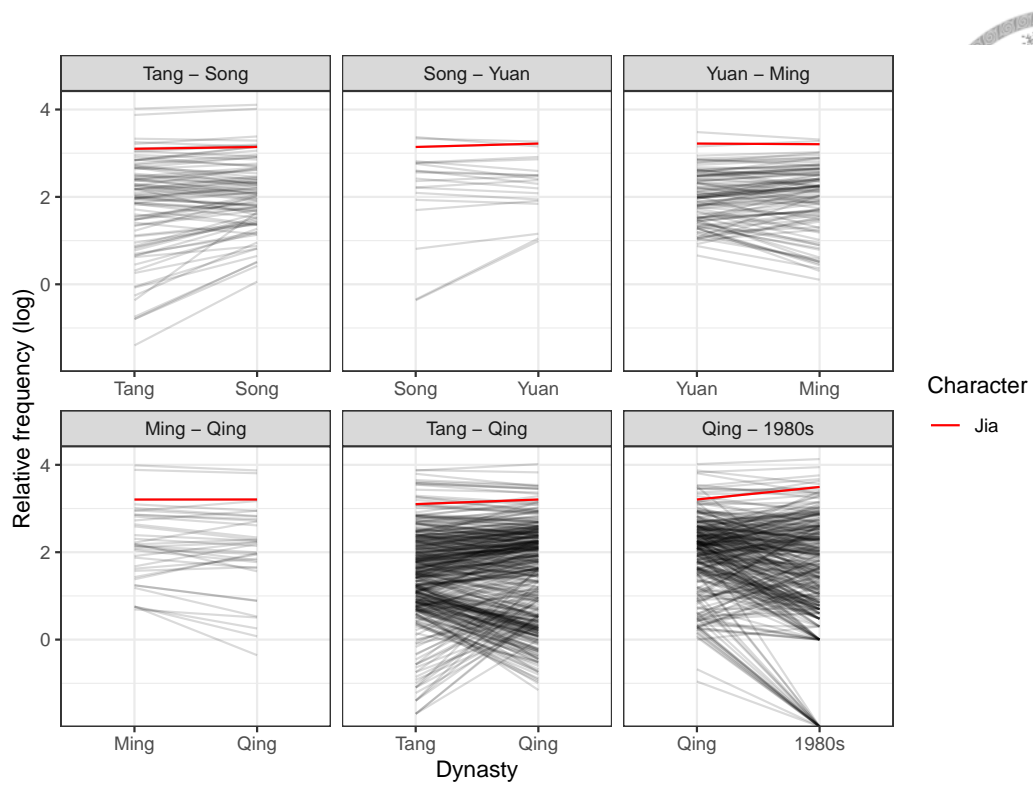 Tang − Song
Song − Yuan
Yuan − Ming
4
2
0
Tang
Song
Song
Yuan
Yuan
Ming
Ming − Qing
Tang − Qing
Qing − 1980s
4
2
0
Ming
Qing
Tang
Qing
Qing
1980s
Relative frequency (log)
Dynasty
Character
Jia